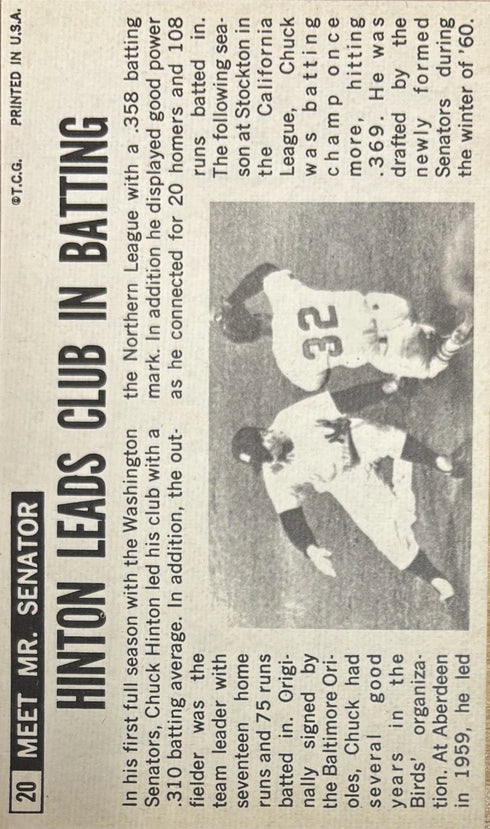 20 MEET MR. SENATOR ©T.C.G. PRINTED IN U.S.A.
HINTON LEADS CLUB IN BATTING
In his first full season with the Washington
Senators, Chuck Hinton led his club with a
.310 batting average. In addition, the out-
fielder was the
team leader with
seventeen home
runs and 75 runs
batted in. Origi-
nally signed by
the Baltimore Ori-
oles, Chuck had
several good
years in the
Birds' organiza-
tion. At Aberdeen
in 1959, he led
the Northern League with a .358 batting
mark. In addition he displayed good power
as he connected for 20 homers and 108
runs batted in.
The following sea-
son at Stockton in
the California
League, Chuck
was batting
champ once
more, hitting
.369. He was
drafted by the
newly formed
Senators during
the winter of '60.
32